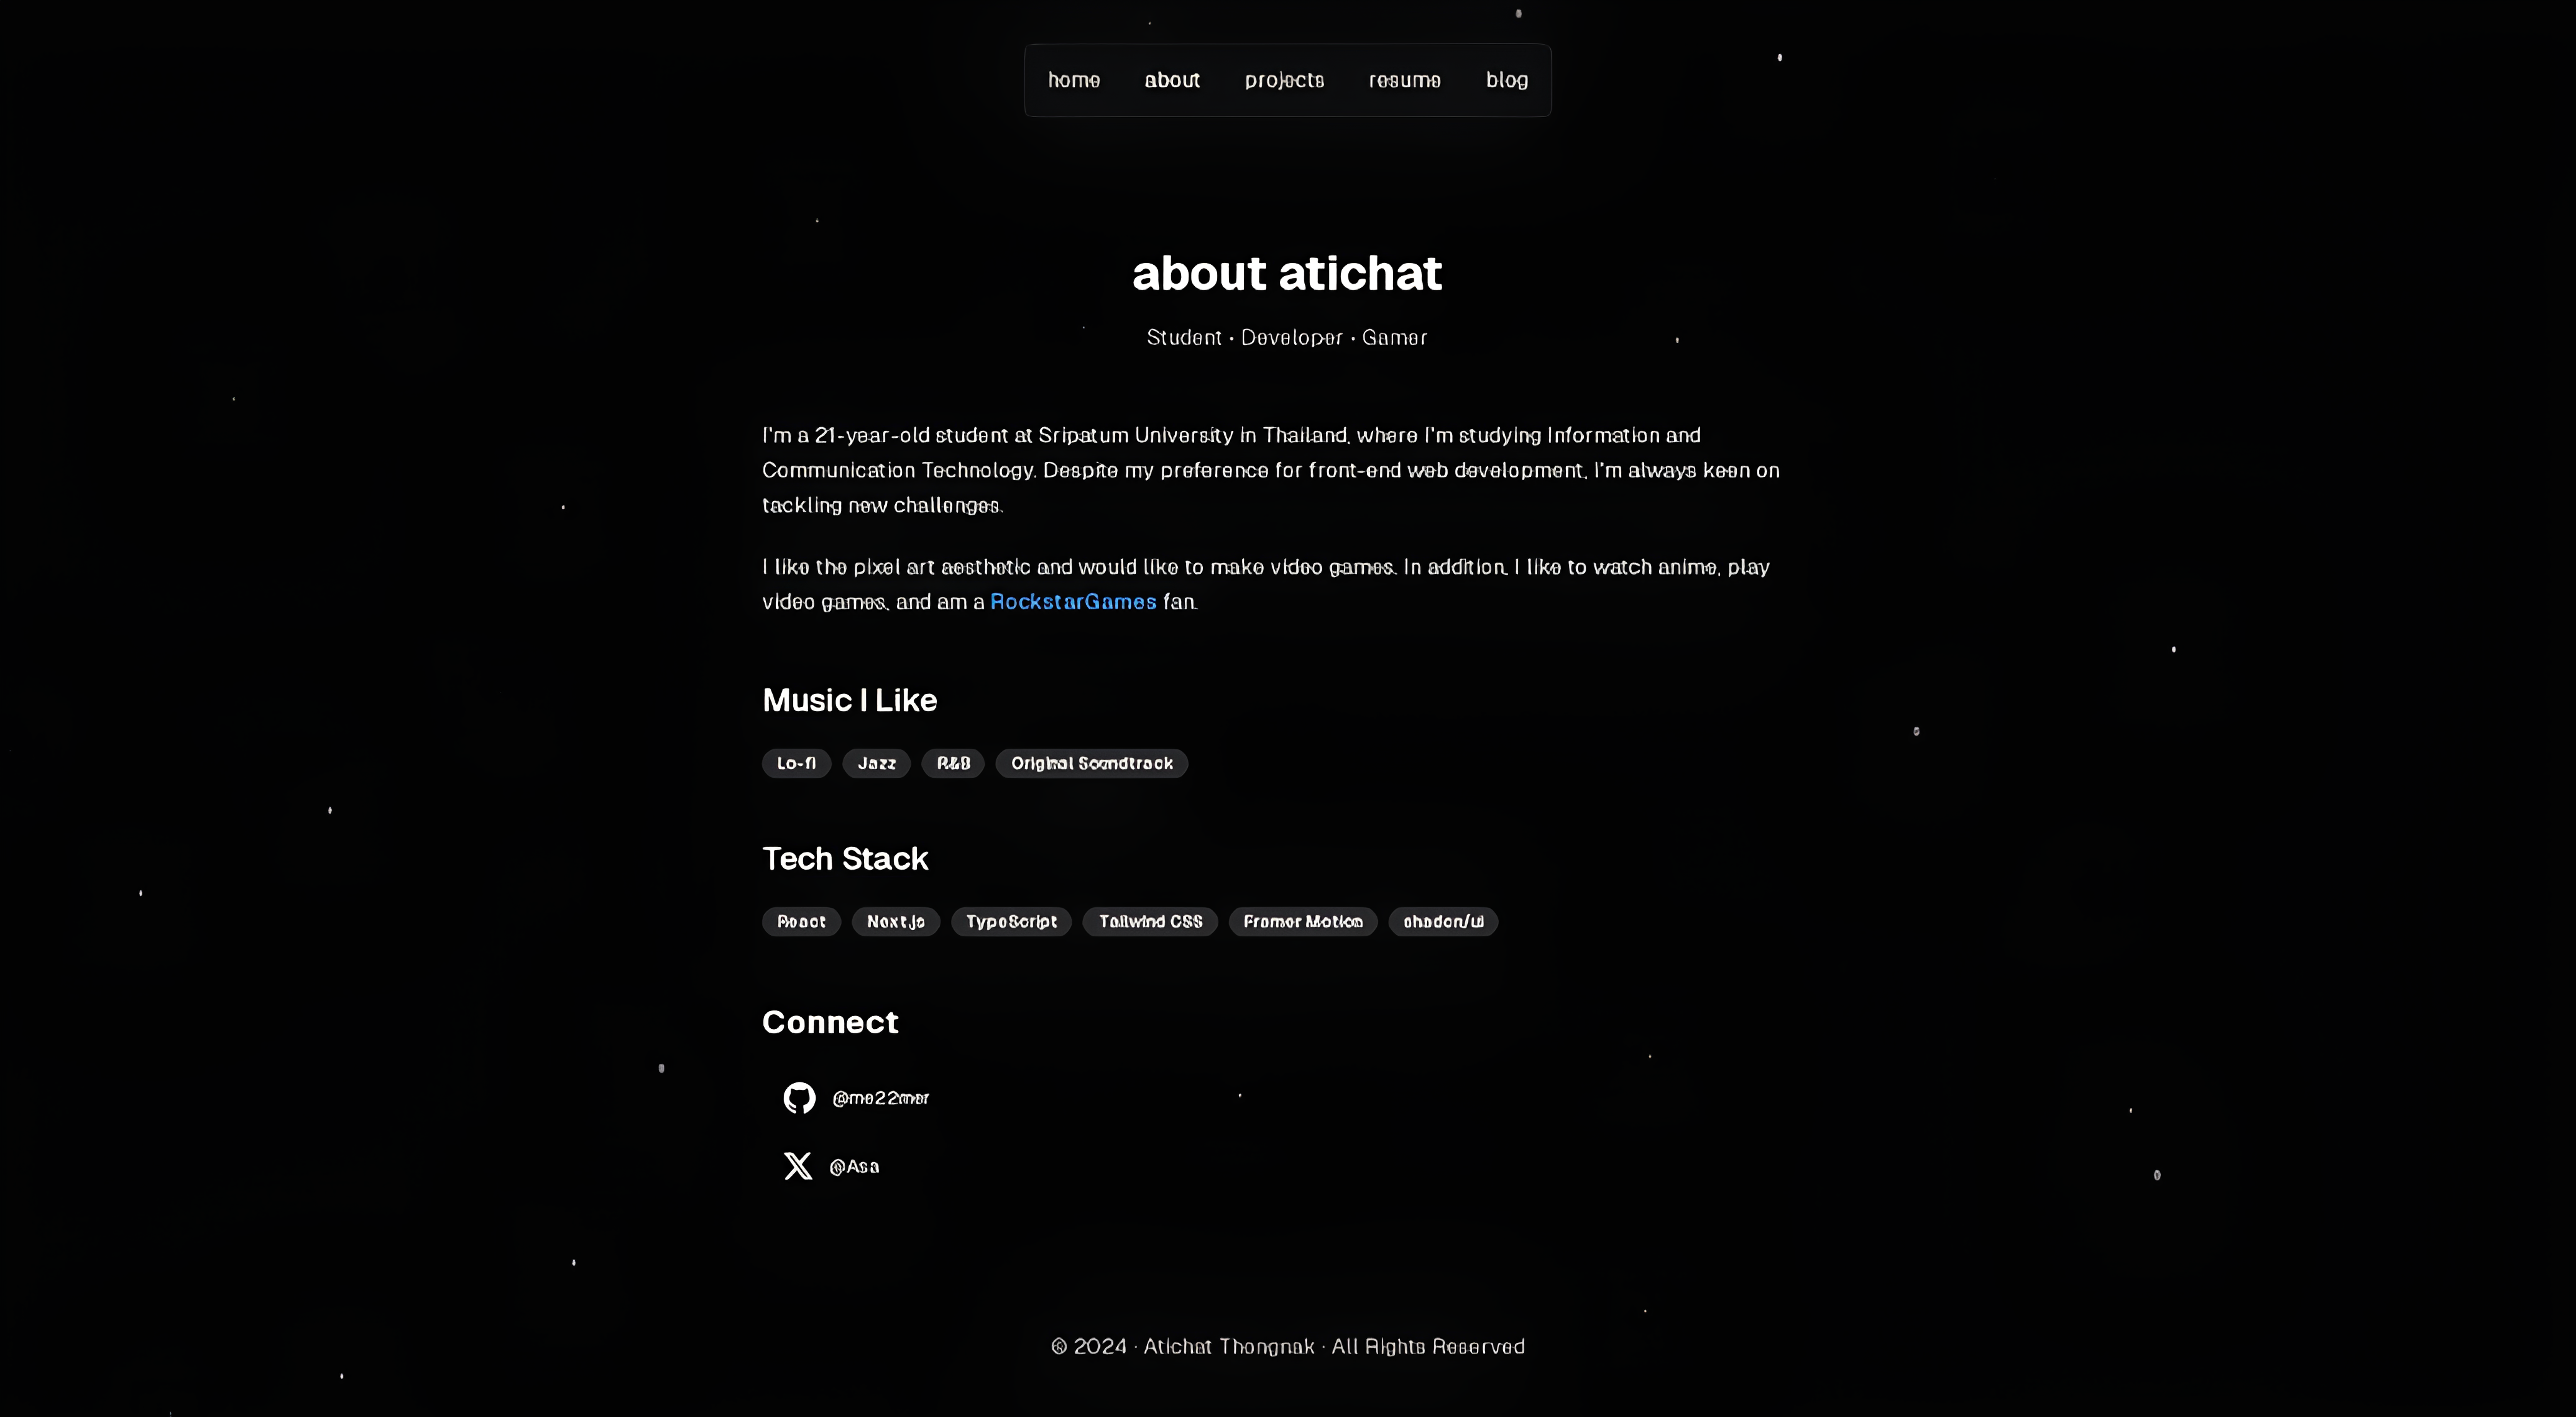 home about projects resume blog
about atichat
Student • Developer • Gamer
I'm a 21-year-old student at Sripatum University in Thailand, where I'm studying Information and
Communication Technology. Despite my preference for front-end web development, I'm always keen on
tackling new challenges.
I like the pixel art aesthetic and would like to make video games. In addition, I like to watch anime, play
video games, and am a RockstarGames fan.
Music I Like
Lo-fi Jazz R&B Original Soundtrack
Tech Stack
React Next.js TypeScript Tailwind CSS Framer Motion shadcn/ui
Connect
@me22mer
@Asa
© 2024 · Atichat Thongnak · All Rights Reserved